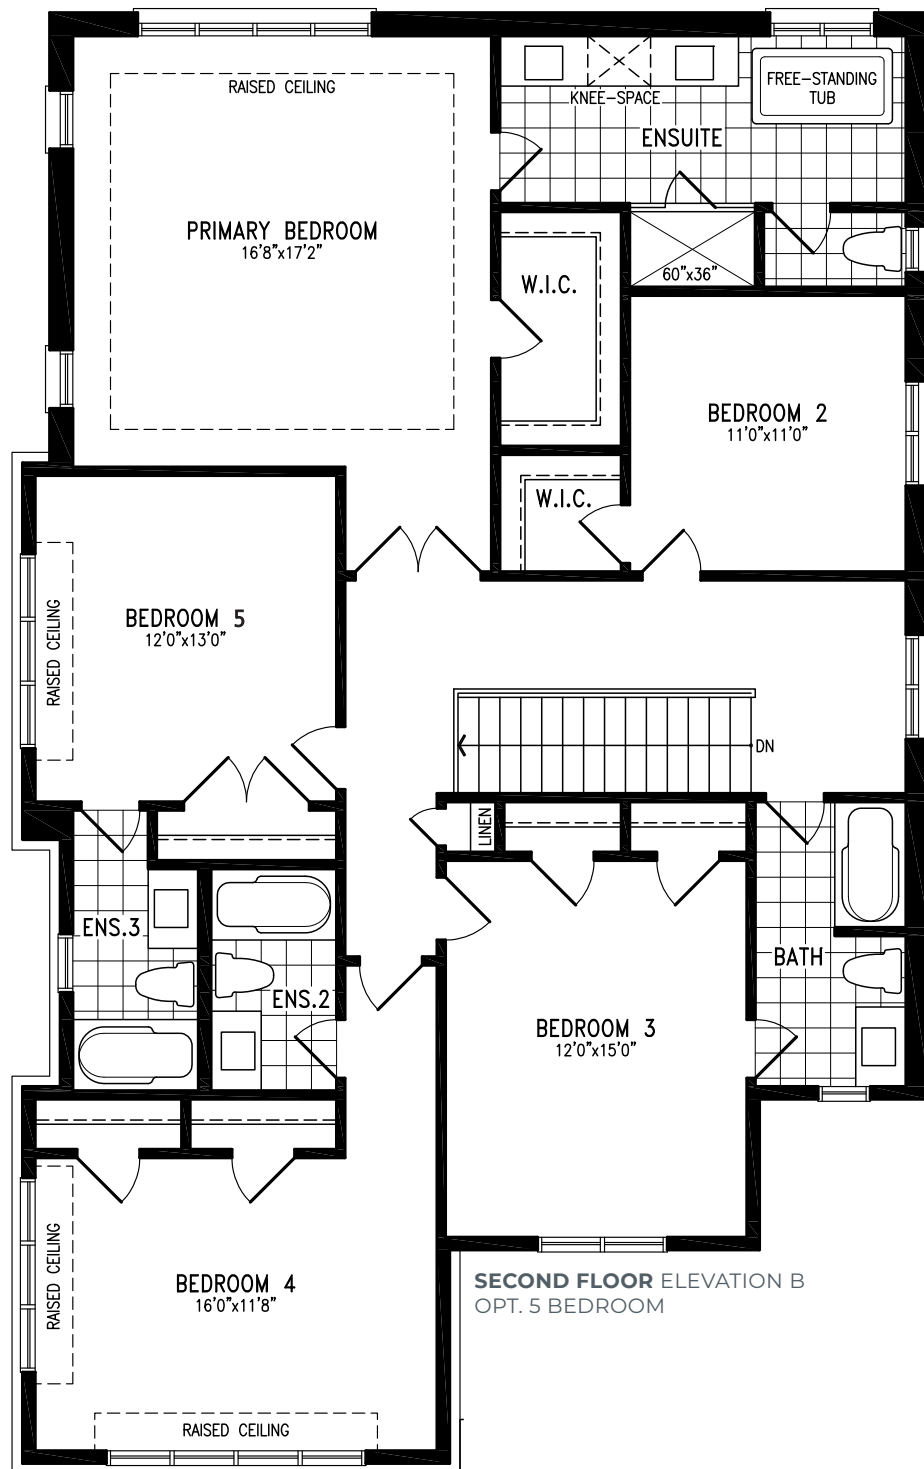 RAISED CEILING
FREE-STANDING
TUB
KNEE-SPACE
ENSUITE
PRIMARY BEDROOM
16'8"x17'2"
W.I.C.
60"x36"
BEDROOM 2
11'0"x11'0"
W.I.C.
BEDROOM 5
12'0"x13'0"
RAISED CEILING
DN
LINEN
ENS.3
ENS.2
BATH
BEDROOM 3
12'0"x15'0"
RAISED CEILING
BEDROOM 4
16'0"x11'8"
SECOND FLOOR ELEVATION B
OPT. 5 BEDROOM
RAISED CEILING